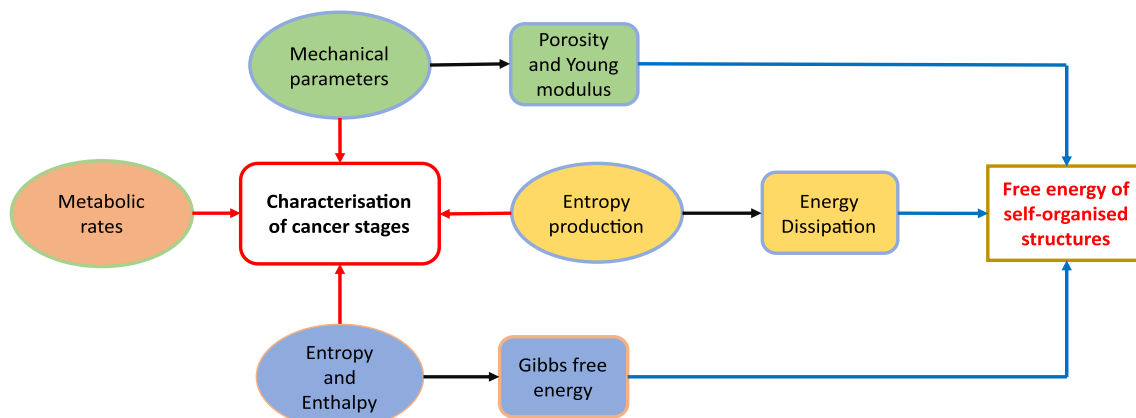 Mechanical
parameters
Porosity
and Young
modulus
Metabolic
rates
Characterisation
of cancer stages
Entropy
production
Energy
Dissipation
Free energy of
self-organised
structures
Entropy
and
Enthalpy
Gibbs free
energy